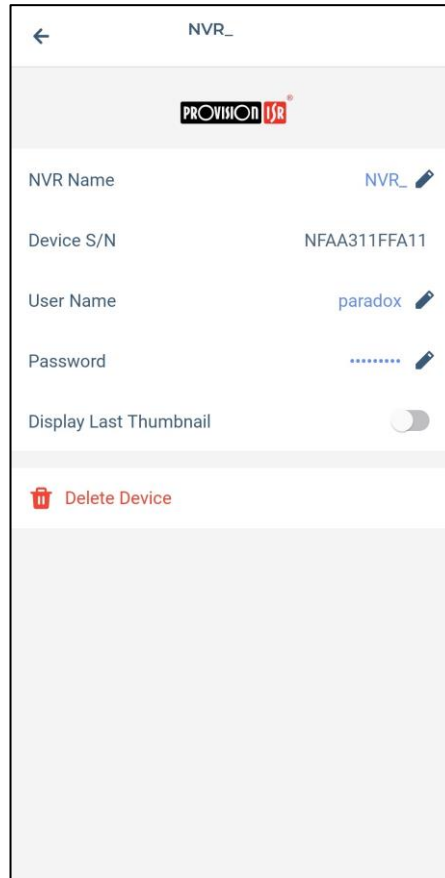 NVR_
PROVISION ISR®
NVR Name NVR_
Device S/N NFAA311FFA11
User Name paradox
Password •••••••••
Display Last Thumbnail
Delete Device